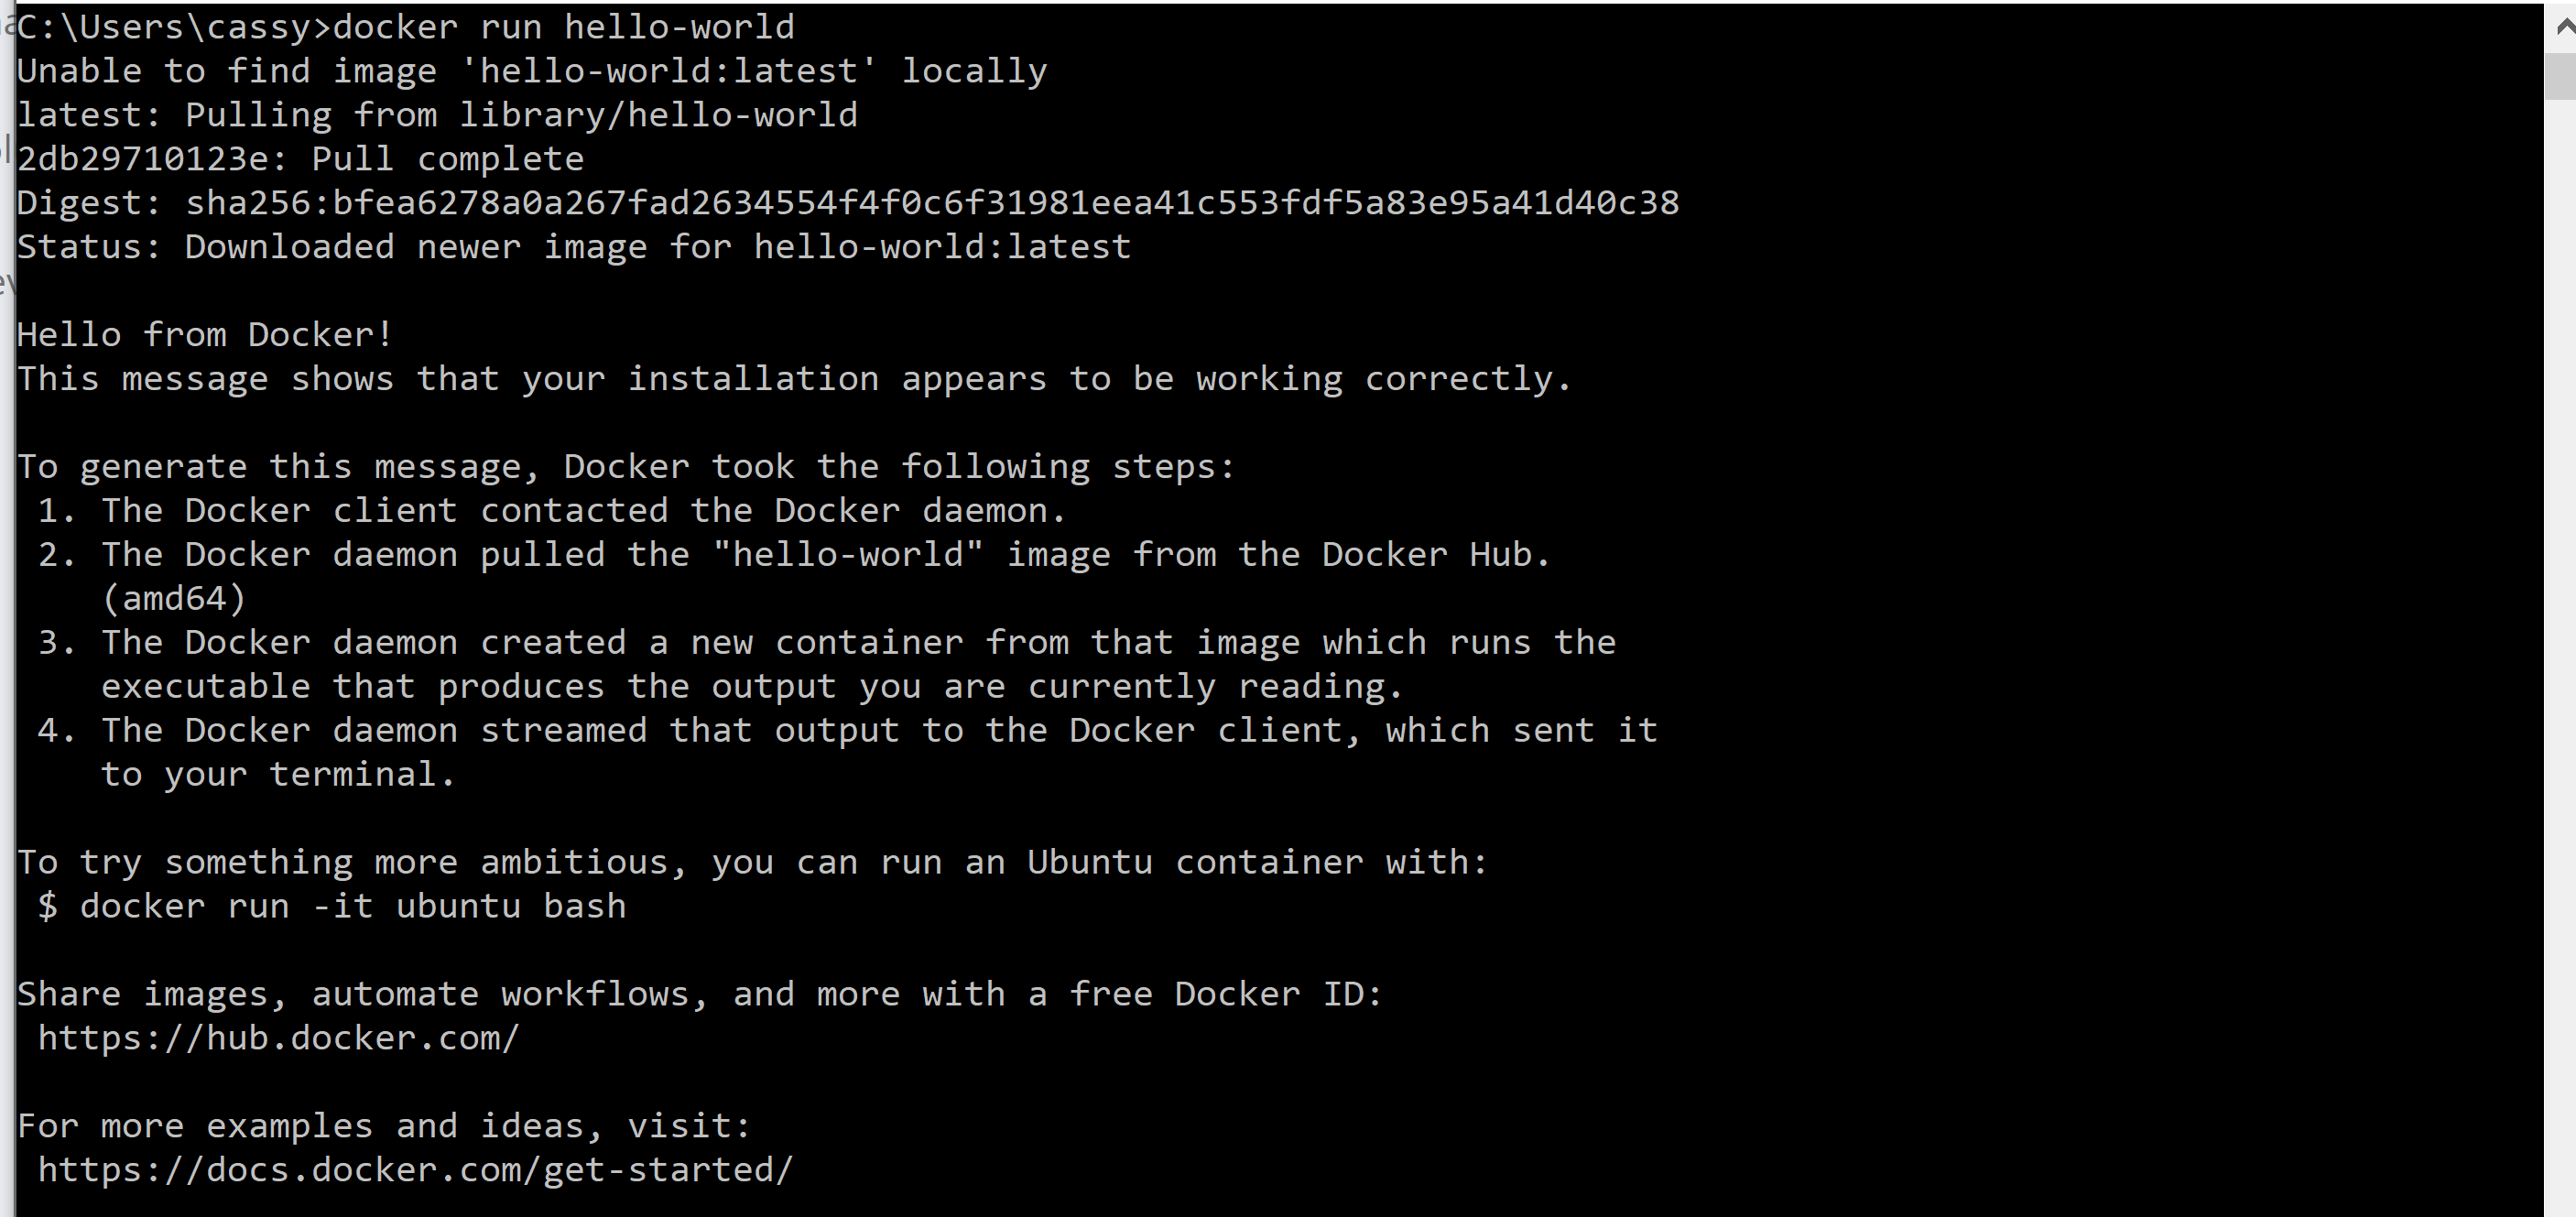 C:\Users\cassy>docker run hello-world
Unable to find image 'hello-world:latest' locally
latest: Pulling from library/hello-world
2db29710123e: Pull complete
Digest: sha256:bfea6278a0a267fad2634554f4f0c6f31981eea41c553fdf5a83e95a41d40c38
Status: Downloaded newer image for hello-world:latest

Hello from Docker!
This message shows that your installation appears to be working correctly.

To generate this message, Docker took the following steps:
 1. The Docker client contacted the Docker daemon.
 2. The Docker daemon pulled the "hello-world" image from the Docker Hub.
    (amd64)
 3. The Docker daemon created a new container from that image which runs the
    executable that produces the output you are currently reading.
 4. The Docker daemon streamed that output to the Docker client, which sent it
    to your terminal.

To try something more ambitious, you can run an Ubuntu container with:
 $ docker run -it ubuntu bash

Share images, automate workflows, and more with a free Docker ID:
 https://hub.docker.com/

For more examples and ideas, visit:
 https://docs.docker.com/get-started/